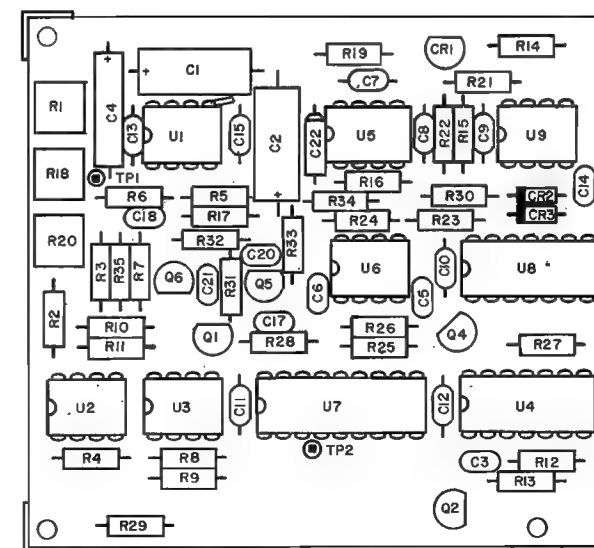 R19
CR1
R14
C1
C7
R21
R1
C4
C13
U1
C15
C2
C22
U5
C8
R22
R15
C9
U9
R18
TP1
R16
C14
R6
R5
R34
R30
CR2
C18
R17
R24
R23
CR3
R20
R32
R33
R3
R35
R7
Q6
C21
R31
C20
Q5
C6
U6
C5
C10
U8
R2
R10
R11
Q1
C17
R28
R26
R25
Q4
R27
U2
U3
C11
U7
C12
U4
TP2
R4
R8
R9
C3
R12
R13
Q2
R29